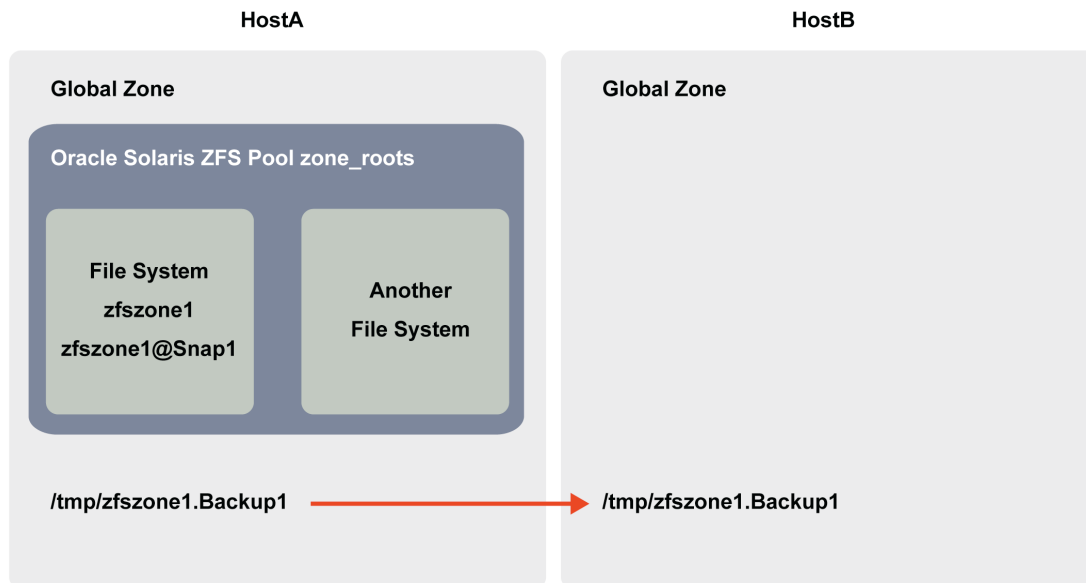 HostA
HostB
Global Zone
Oracle Solaris ZFS Pool zone_roots
File System
zfszone1
zfszone1@Snap1
Another
File System
/tmp/zfszone1.Backup1
Global Zone
/tmp/zfszone1.Backup1